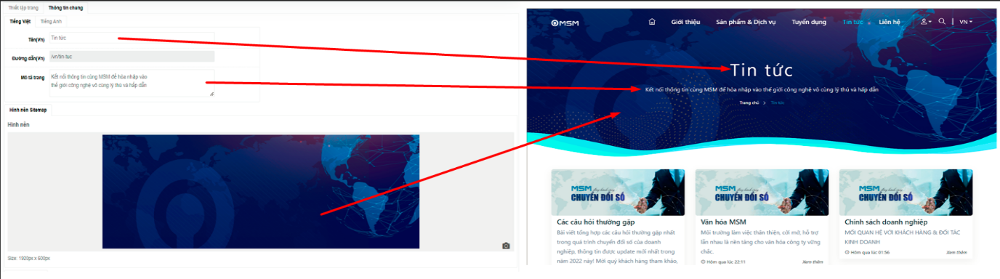 Thiết lập trang Thông tin chung
Tiếng Việt Tiếng Anh
Tên(Vn) Tin tức
Đường dẫn(Vn) /vn/tin-tuc
Mô tả trang Kết nối thông tin cùng MSM để hòa nhập vào
thế giới công nghệ vô cùng lý thú và hấp dẫn
Hình nền Sitemap
Hình nền
Size: 1920px x 600px
MSM Giới thiệu Sản phẩm & Dịch vụ Tuyển dụng Tin tức Liên hệ | VN
Tin tức
Kết nối thông tin cùng MSM để hòa nhập vào thế giới công nghệ vô cùng lý thú và hấp dẫn
Trang chủ > Tin tức
MSM đồng hành cùng
CHUYỂN ĐỔI SỐ
Các câu hỏi thường gặp
Bài viết tổng hợp các câu hỏi thường gặp nhất
trong quá trình chuyển đổi số của doanh
nghiệp, thông tin được update mới nhất trong
năm 2022 này! Mời quý khách hàng tham khảo,
MSM đồng hành cùng
CHUYỂN ĐỔI SỐ
Văn hóa MSM
Môi trường làm việc thân thiện, cởi mở, hỗ trợ
lẫn nhau là nền tảng cho văn hóa công ty vững
chắc.
Hôm qua lúc 22:11 Xem thêm
MSM đồng hành cùng
CHUYỂN ĐỔI SỐ
Chính sách doanh nghiệp
MỐI QUAN HỆ VỚI KHÁCH HÀNG & ĐỐI TÁC
KINH DOANH
Hôm qua lúc 01:56 Xem thêm